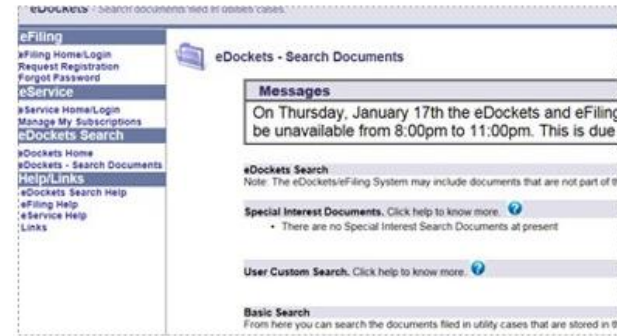 eDockets - Search documents filed in utilities cases.
eFiling
eFiling Home/Login
Request Registration
Forgot Password
eService
eService Home/Login
Manage My Subscriptions
eDockets Search
eDockets Home
eDockets - Search Documents
Help/Links
eDockets Search Help
eFiling Help
eService Help
Links
eDockets - Search Documents
Messages
On Thursday, January 17th the eDockets and eFiling
be unavailable from 8:00pm to 11:00pm. This is due
eDockets Search
Note: The eDockets/eFiling System may include documents that are not part of th
Special Interest Documents. Click help to know more.
• There are no Special Interest Search Documents at present
User Custom Search. Click help to know more.
Basic Search
From here you can search the documents filed in utility cases that are stored in th